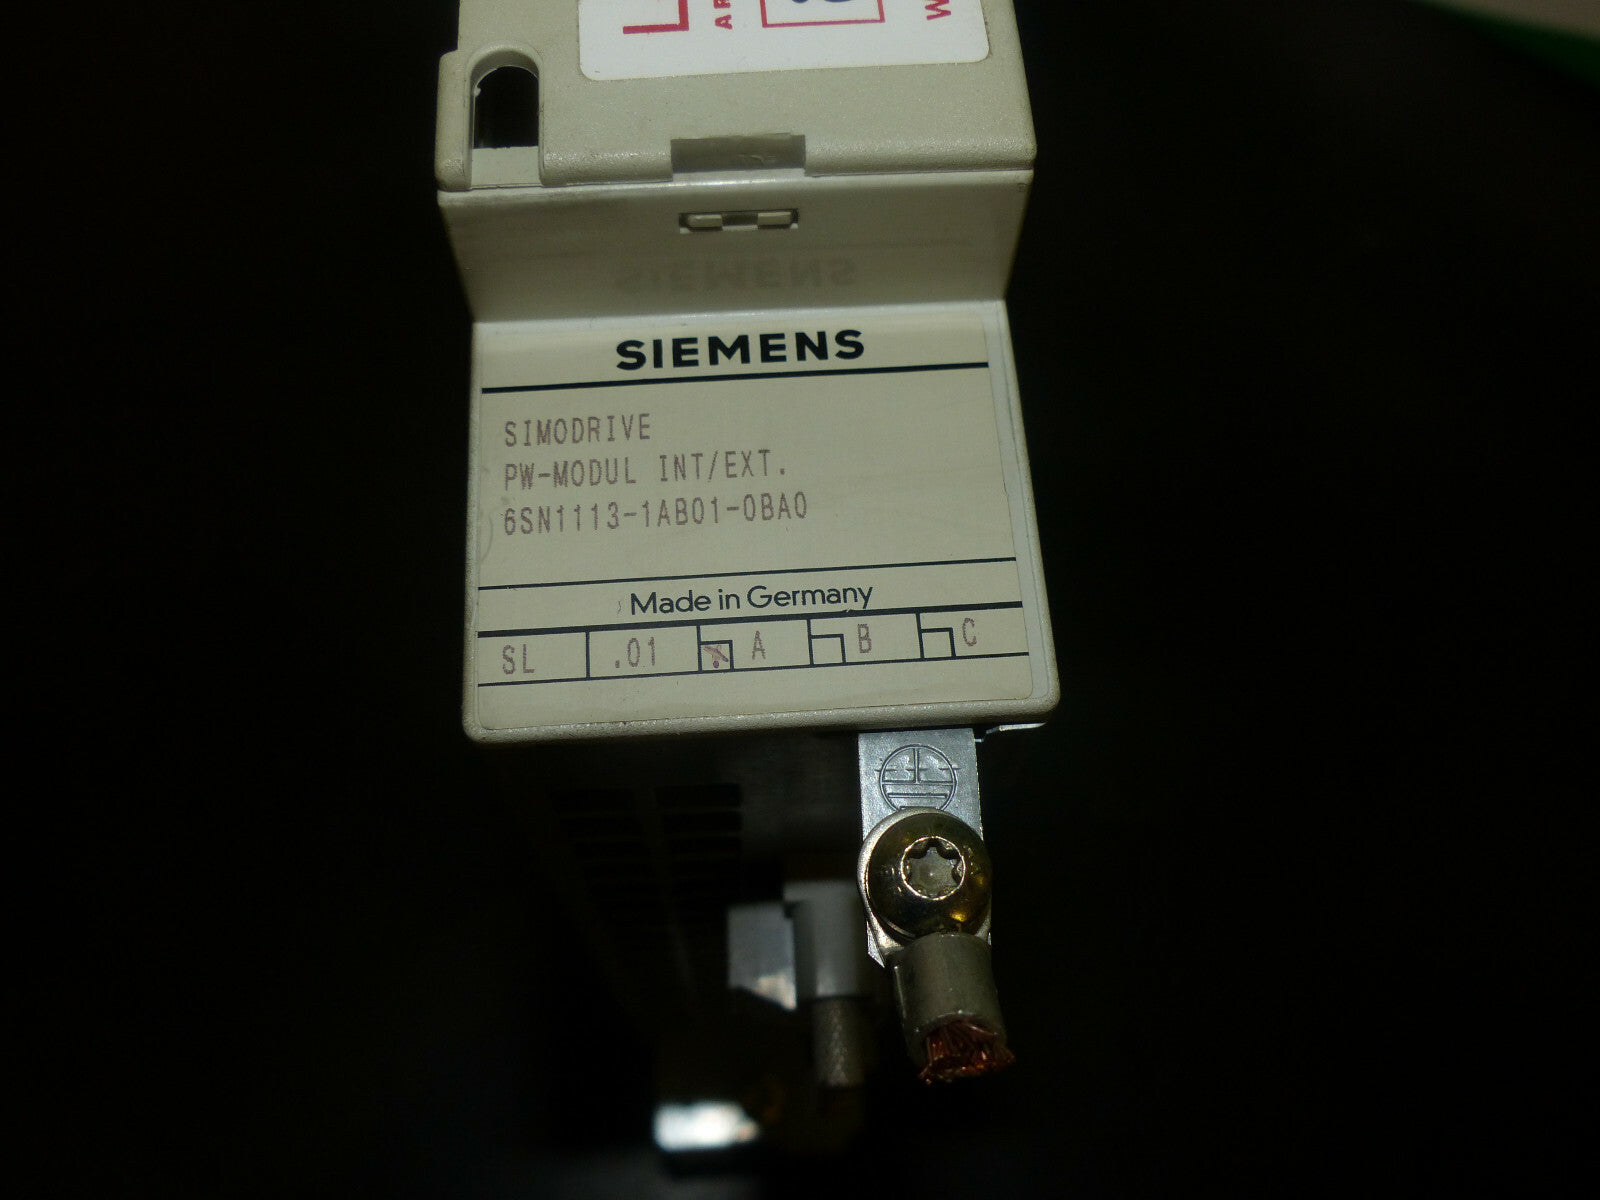 SIEMENS
SIMODRIVE
PW-MODUL INT/EXT.
6SN1113-1AB01-0BA0
Made in Germany
SL .01 A B C